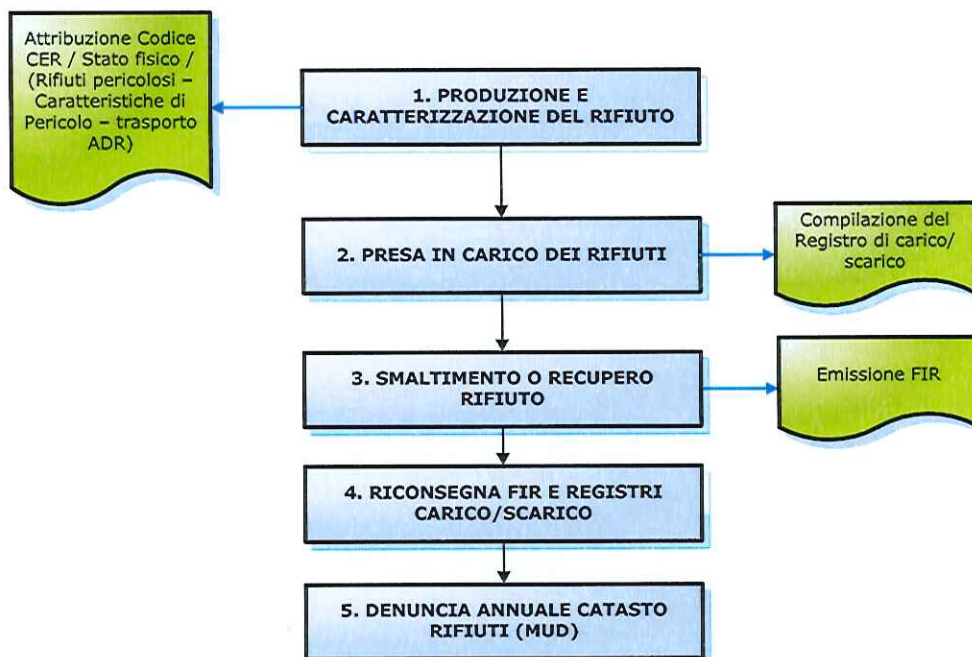 Attribuzione Codice
CER / Stato fisico /
(Rifiuti pericolosi –
Caratteristiche di
Pericolo – trasporto
ADR)
1. PRODUZIONE E
CARATTERIZZAZIONE DEL RIFIUTO
2. PRESA IN CARICO DEI RIFIUTI
Compilazione del
Registro di carico/
scarico
3. SMALTIMENTO O RECUPERO
RIFIUTO
Emissione FIR
4. RICONSEGNA FIR E REGISTRI
CARICO/SCARICO
5. DENUNCIA ANNUALE CATASTO
RIFIUTI (MUD)